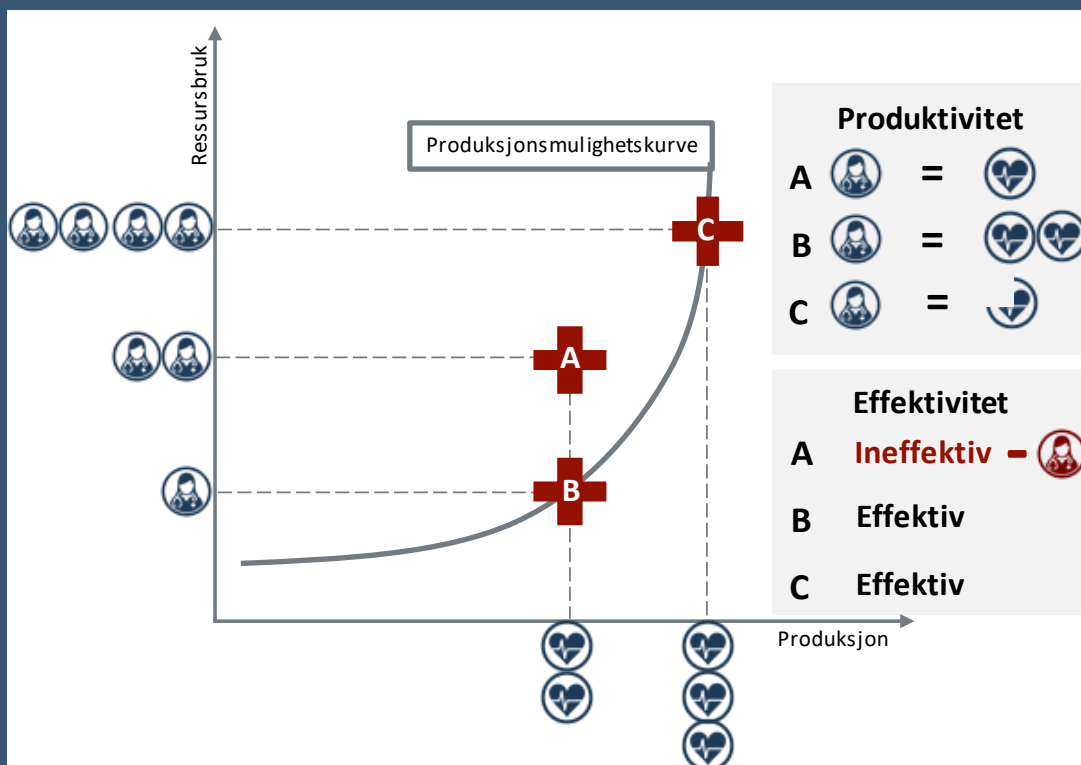 Ressursbruk
Produksjonsmulighetskurve
C
A
B
Produksjon
Produktivitet
A =
B =
C =
Effektivitet
A Ineffektiv -
B Effektiv
C Effektiv